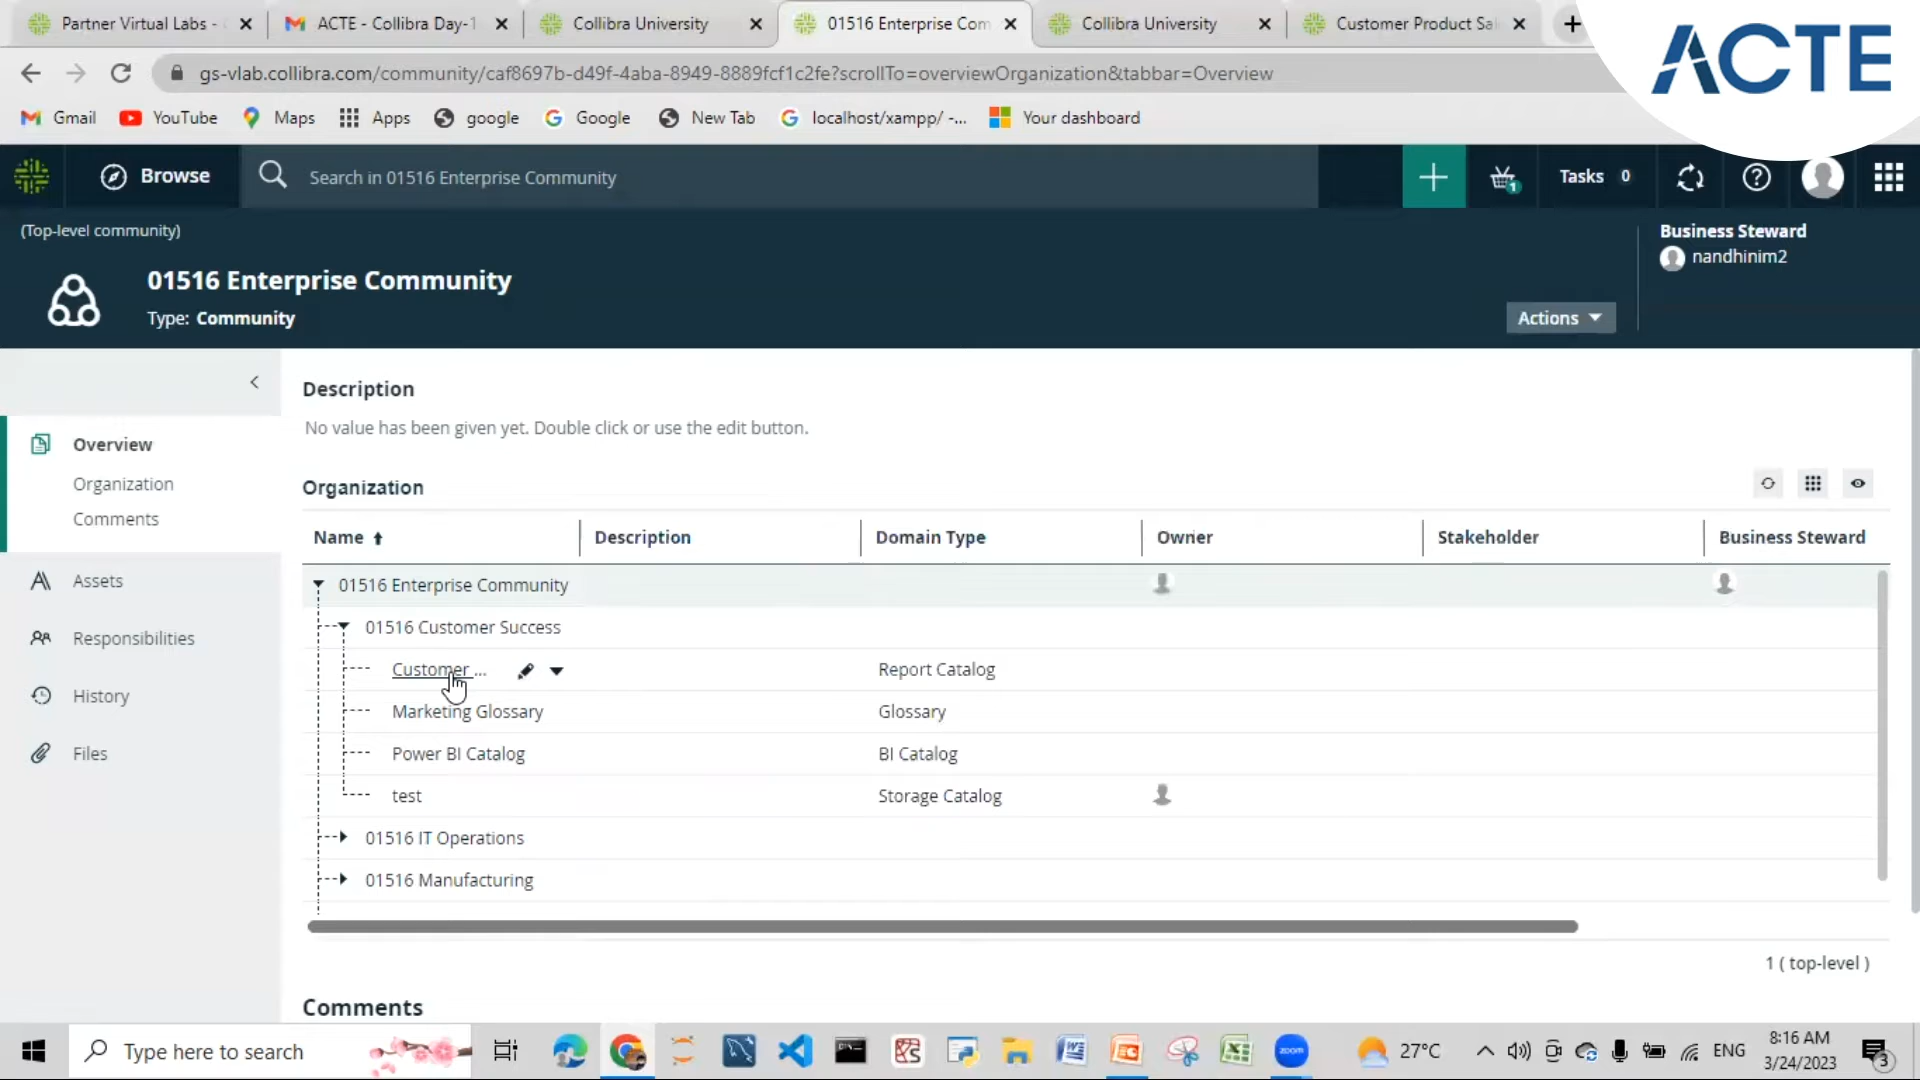 Partner Virtual Labs -
ACTE - Collibra Day-1
Collibra University
01516 Enterprise Com
Collibra University
Customer Product Sal
ACTE
gs-vlab.collibra.com/community/caf8697b-d49f-4aba-8949-8889fcf1c2fe?scrollTo=overviewOrganization&tabbar=Overview
Gmail
YouTube
Maps
Apps
google
Google
New Tab
localhost/xampp/ -...
Your dashboard
Browse
Search in 01516 Enterprise Community
1
Tasks 0
(Top-level community)
01516 Enterprise Community
Type: Community
Actions
Business Steward
nandhinim2
Overview
Organization
Comments
Assets
Responsibilities
History
Files
Description
No value has been given yet. Double click or use the edit button.
Organization
Name Description Domain Type Owner Stakeholder Business Steward
01516 Enterprise Community
01516 Customer Success
Customer ... Report Catalog
Marketing Glossary Glossary
Power BI Catalog BI Catalog
test Storage Catalog
01516 IT Operations
01516 Manufacturing
1 ( top-level )
Comments
Type here to search
zoom
27°C
ENG
8:16 AM
3/24/2023
3